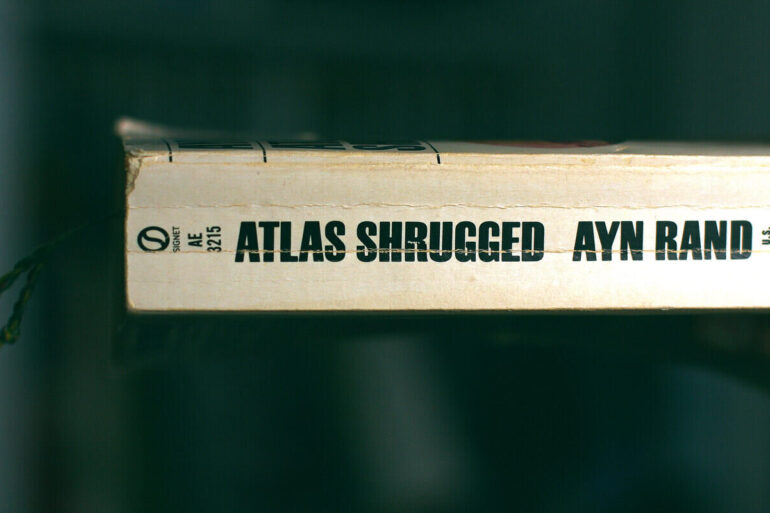 SIGNET
AE
3215
ATLAS SHRUGGED AYN RAND
U.S.